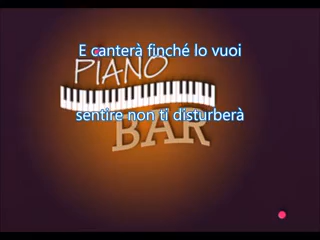 E canterà finché lo vuoi
PIANO
sentire non ti disturberà
BAR